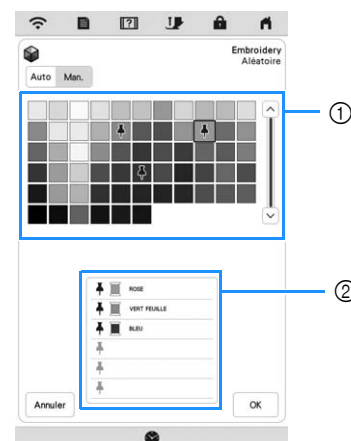 Embroidery
Aléatoire
Auto Man.
①
②
ROSE
VERT FEUILLE
BLEU
Annuler OK